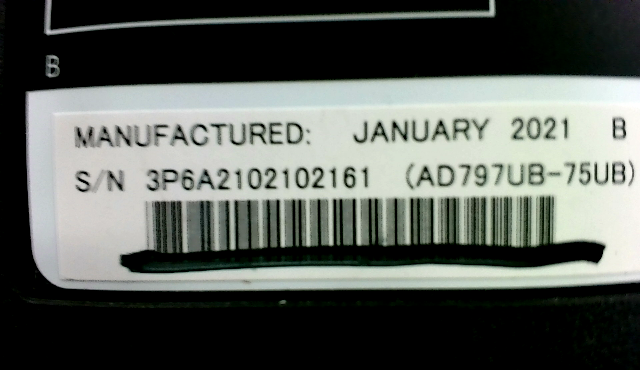 B
MANUFACTURED: JANUARY 2021 B
S/N 3P6A2102102161 (AD797UB-75UB)